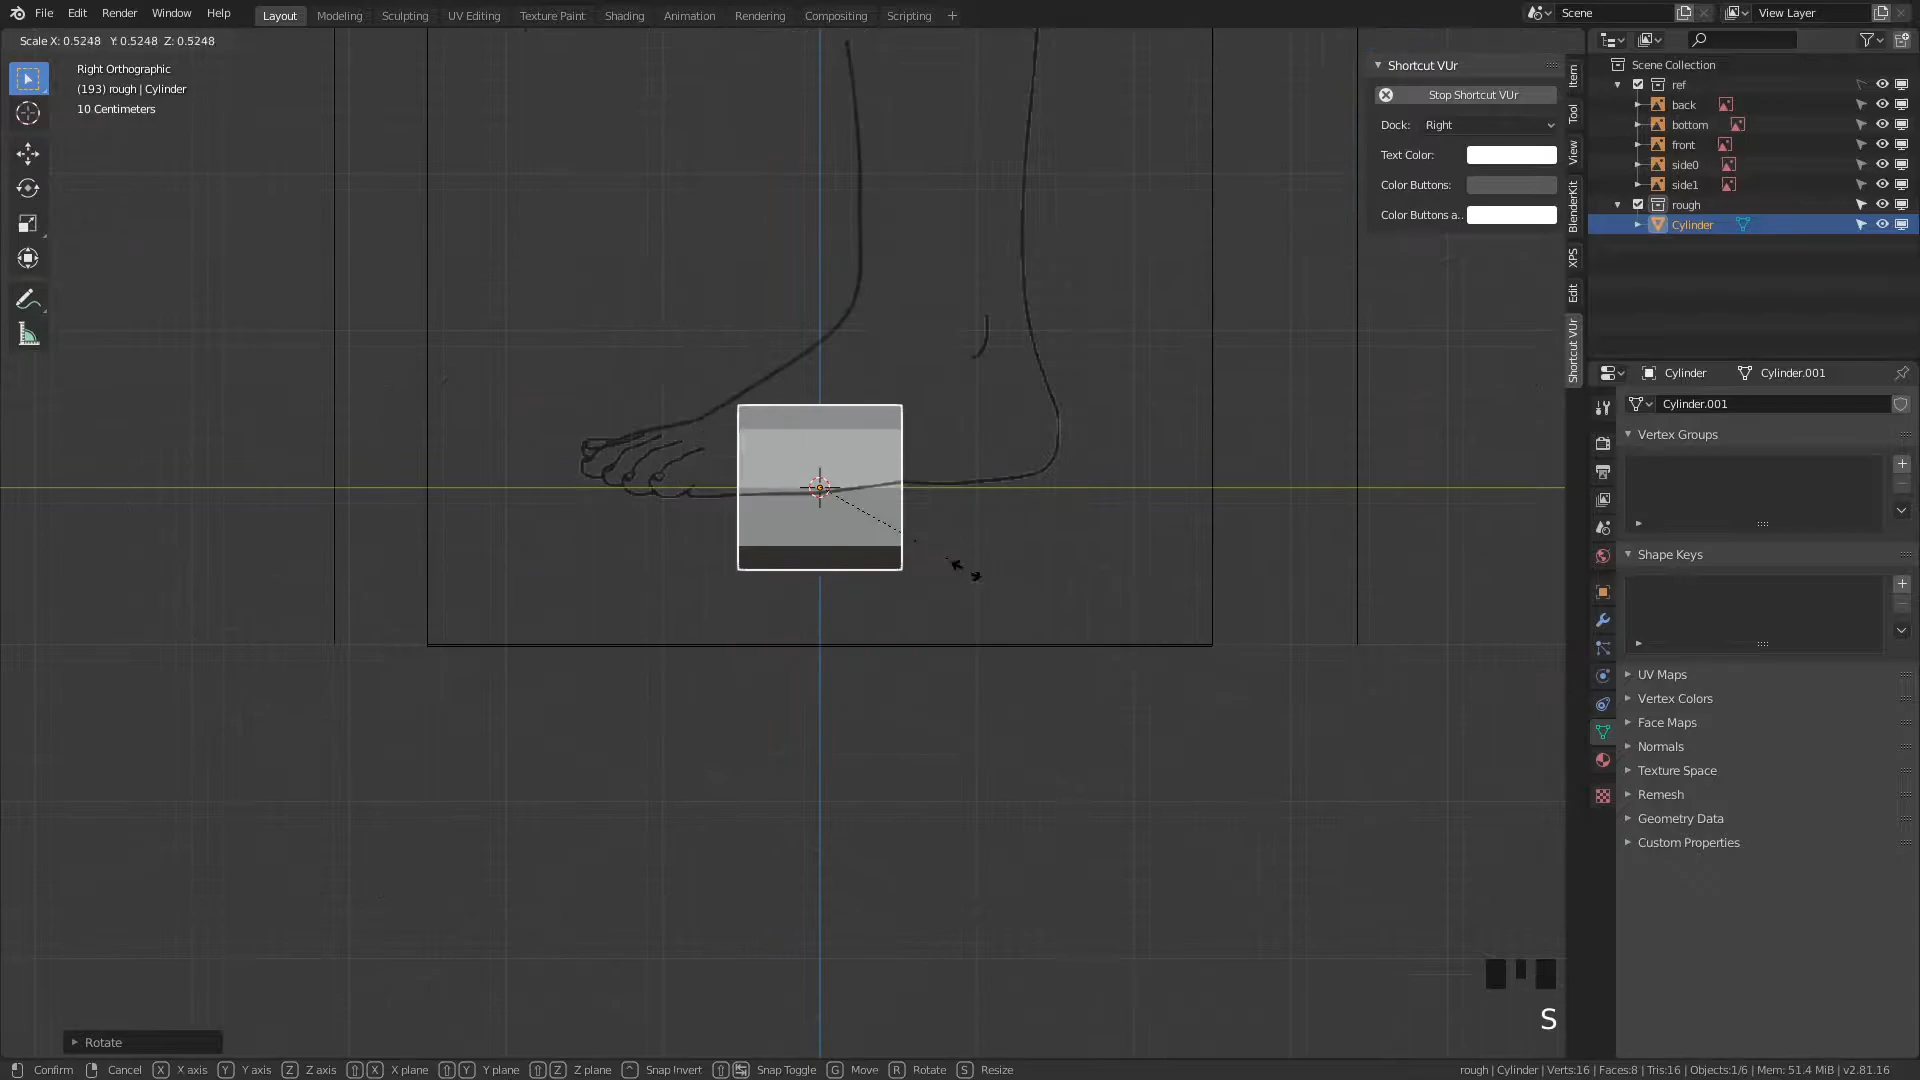 File Edit Render Window Help
Layout Modeling Sculpting UV Editing Texture Paint Shading Animation Rendering Compositing Scripting +
Scene
View Layer
Scale X: 0.5248 Y: 0.5248 Z: 0.5248
Right Orthographic
(193) rough | Cylinder
10 Centimeters
Shortcut VUr
Stop Shortcut VUr
Dock: Right
Text Color:
Color Buttons:
Color Buttons a..
Item
Tool
View
BlenderKit
XPS
Edit
Shortcut VUr
Scene Collection
ref
back
bottom
front
side0
side1
rough
Cylinder
Cylinder Cylinder.001
Cylinder.001
Vertex Groups
Shape Keys
UV Maps
Vertex Colors
Face Maps
Normals
Texture Space
Remesh
Geometry Data
Custom Properties
S
Rotate
Confirm Cancel X X axis Y Y axis Z Z axis X X plane Y Y plane Z Z plane ^ Snap Invert Snap Toggle G Move R Rotate S Resize
rough | Cylinder | Verts:16 | Faces:8 | Tris:16 | Objects:1/6 | Mem: 51.4 MiB | v2.81.16